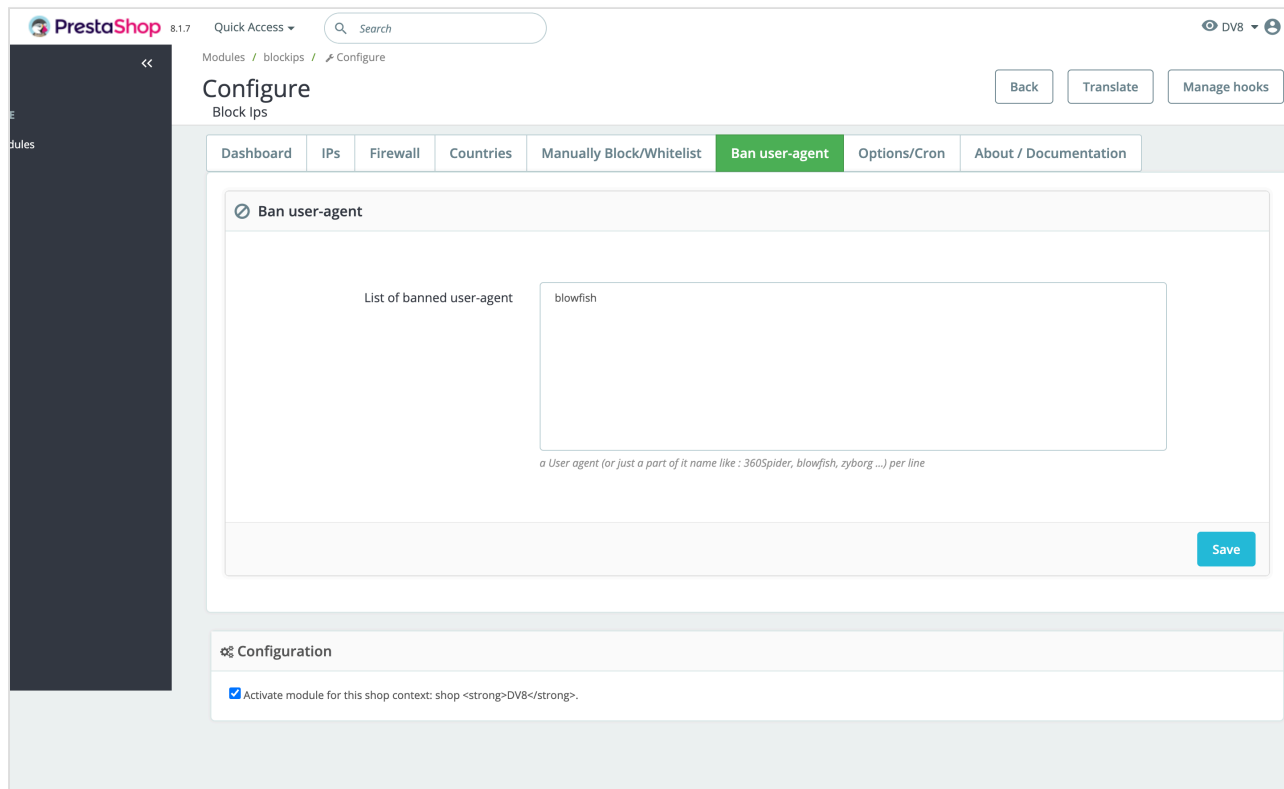 PrestaShop 8.1.7 Quick Access Search DV8
Modules / blockips / Configure
Configure
Block Ips
Back Translate Manage hooks
E
dules
Dashboard IPs Firewall Countries Manually Block/Whitelist Ban user-agent Options/Cron About / Documentation
Ban user-agent
List of banned user-agent blowfish
a User agent (or just a part of it name like : 360Spider, blowfish, zyborg ...) per line
Save
Configuration
Activate module for this shop context: shop <strong>DV8</strong>.